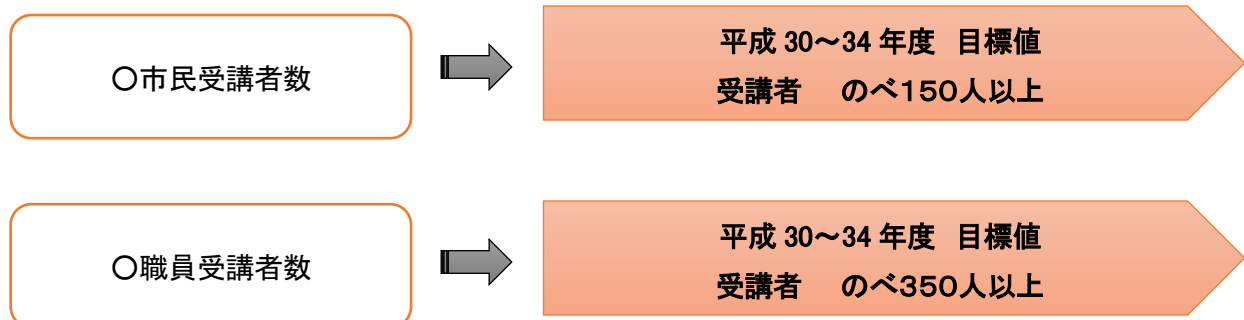 〇市民受講者数
平成 30～34 年度 目標値
受講者 のべ１５０人以上
〇職員受講者数
平成 30～34 年度 目標値
受講者 のべ３５０人以上